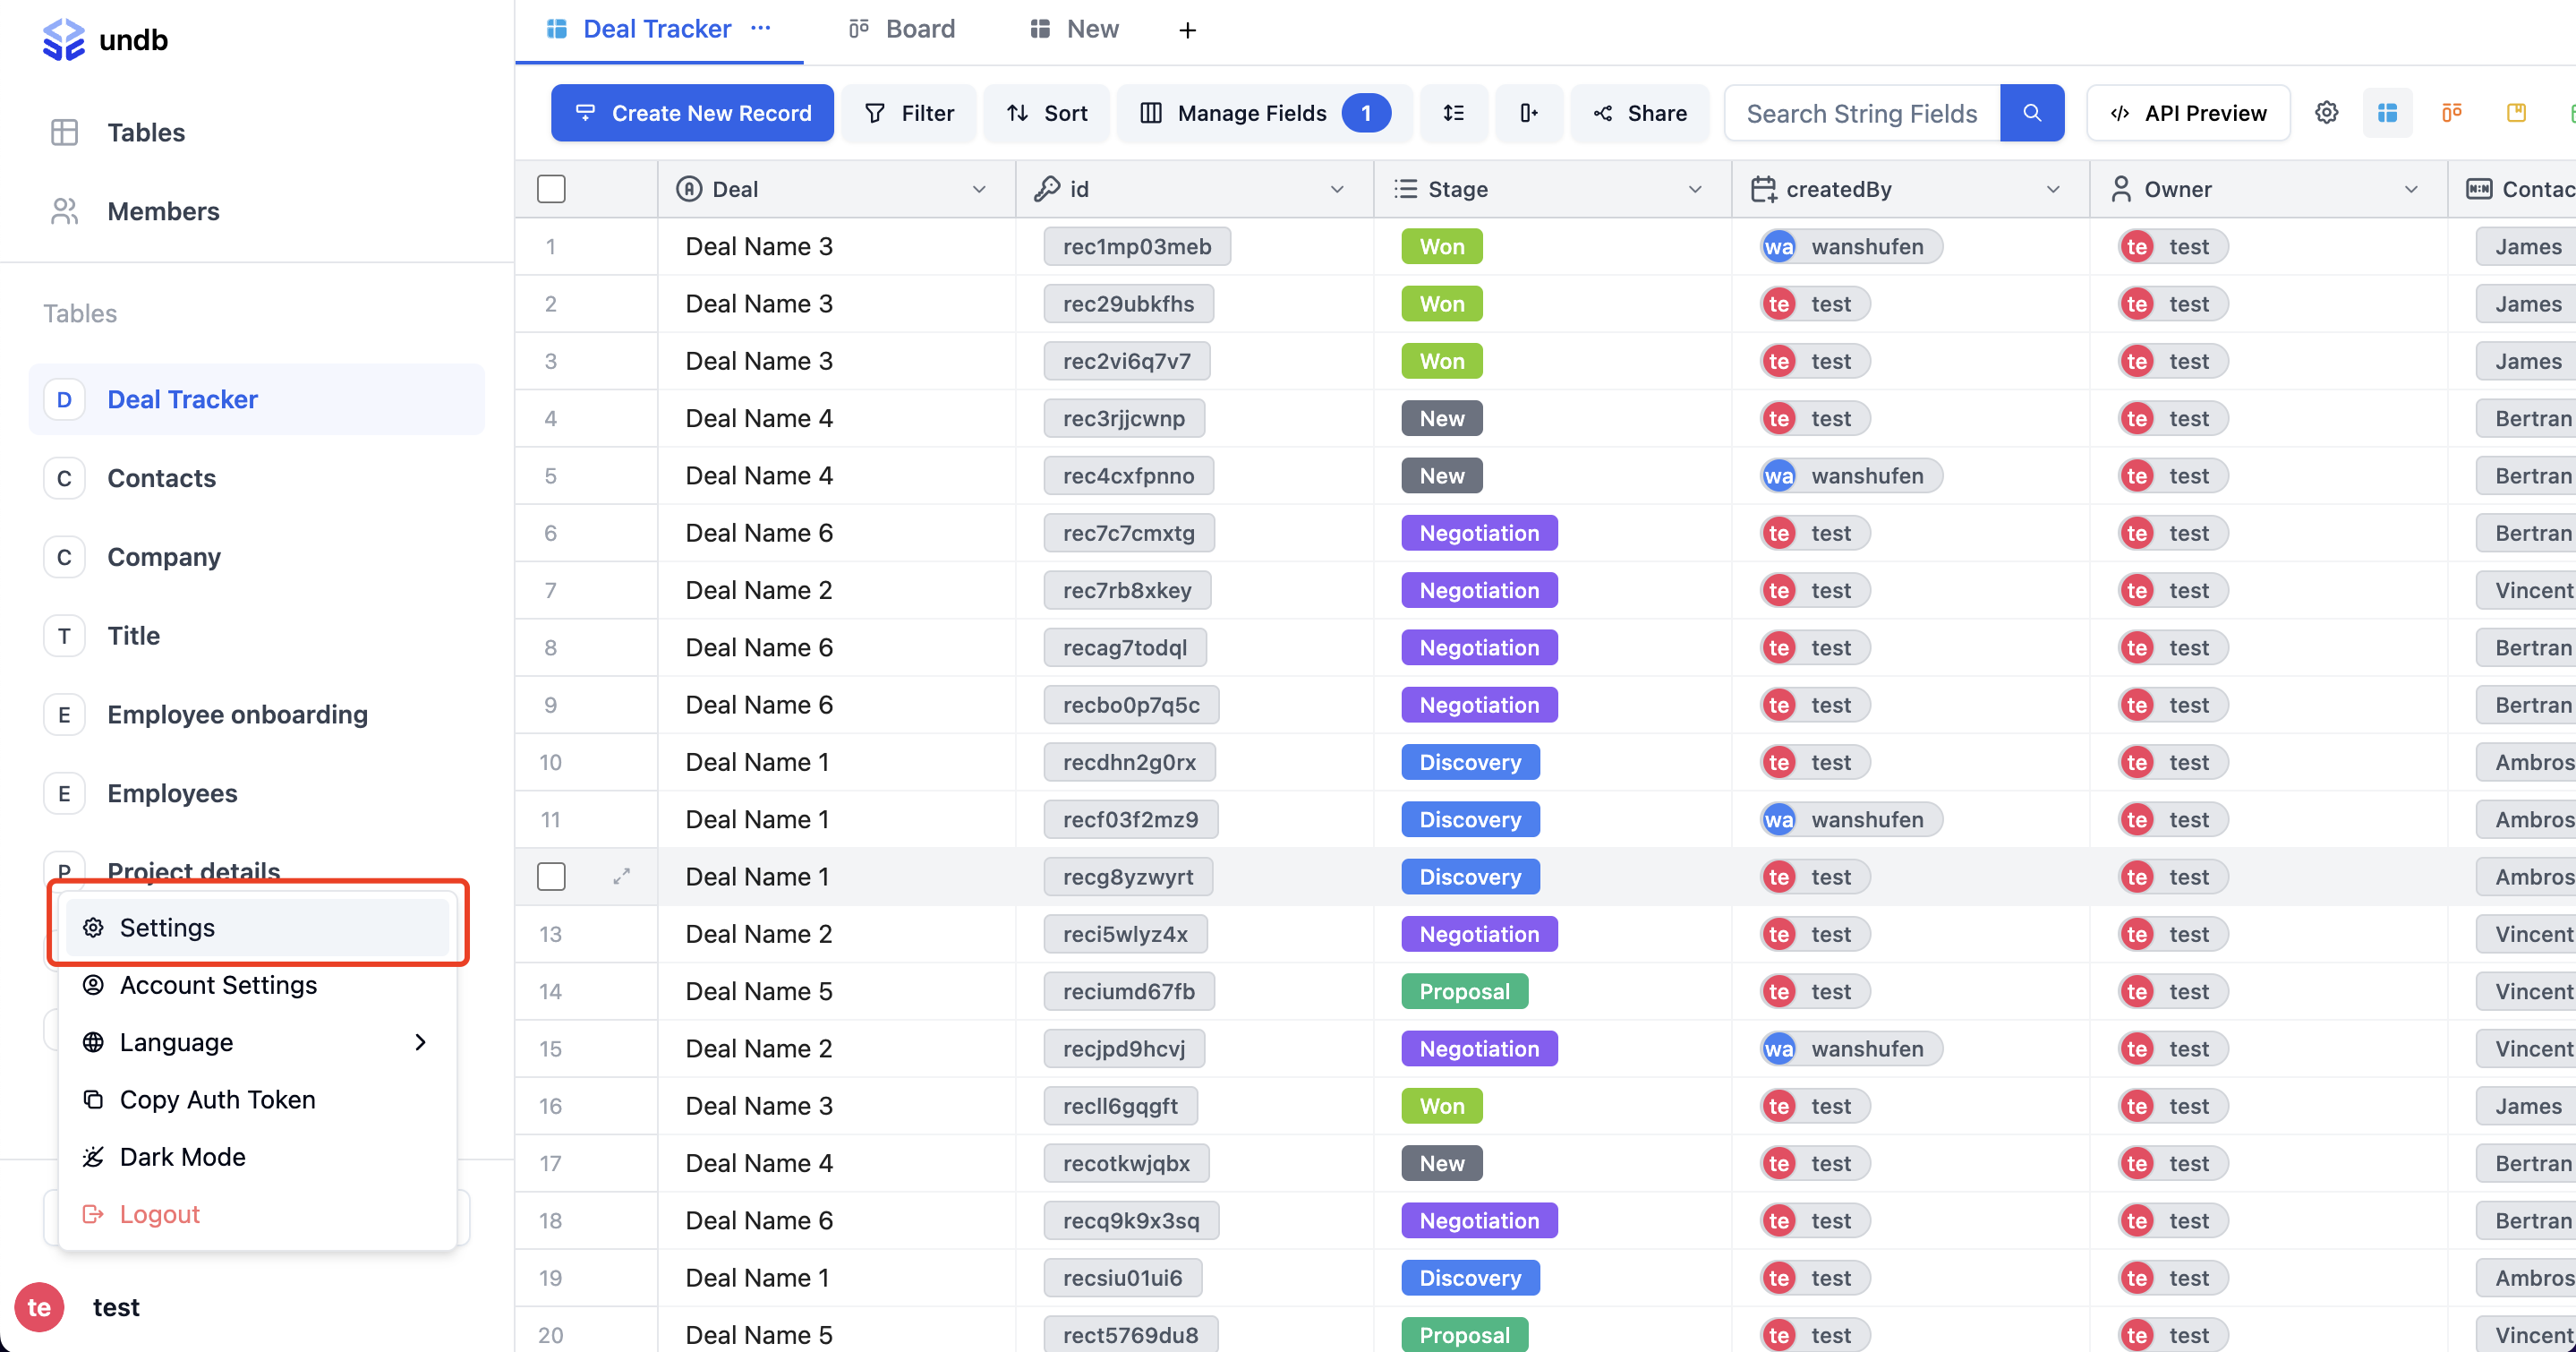 undb
Tables
Members
Tables
D Deal Tracker
C Contacts
C Company
T Title
E Employee onboarding
E Employees
P Project details
Settings
Account Settings
Language
Copy Auth Token
Dark Mode
Logout
te test
Deal Tracker ··· Board New +
Create New Record Filter Sort Manage Fields 1 Share Search String Fields API Preview
Deal id Stage createdBy Owner N:N Contac
1 Deal Name 3 rec1mp03meb Won wa wanshufen te test James
2 Deal Name 3 rec29ubkfhs Won te test te test James
3 Deal Name 3 rec2vi6q7v7 Won te test te test James
4 Deal Name 4 rec3rjjcwnp New te test te test Bertran
5 Deal Name 4 rec4cxfpnno New wa wanshufen te test Bertran
6 Deal Name 6 rec7c7cmxtg Negotiation te test te test Bertran
7 Deal Name 2 rec7rb8xkey Negotiation te test te test Vincent
8 Deal Name 6 recag7todql Negotiation te test te test Bertran
9 Deal Name 6 recbo0p7q5c Negotiation te test te test Bertran
10 Deal Name 1 recdhn2g0rx Discovery te test te test Ambros
11 Deal Name 1 recf03f2mz9 Discovery wa wanshufen te test Ambros
Deal Name 1 recg8yzwyrt Discovery te test te test Ambros
13 Deal Name 2 reci5wlyz4x Negotiation te test te test Vincent
14 Deal Name 5 reciumd67fb Proposal te test te test Vincent
15 Deal Name 2 recjpd9hcvj Negotiation wa wanshufen te test Vincent
16 Deal Name 3 recll6gqgft Won te test te test James
17 Deal Name 4 recotkwjqbx New te test te test Bertran
18 Deal Name 6 recq9k9x3sq Negotiation te test te test Bertran
19 Deal Name 1 recsiu01ui6 Discovery te test te test Ambros
20 Deal Name 5 rect5769du8 Proposal te test te test Vincent